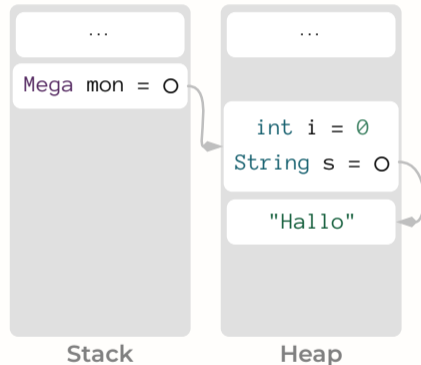 ...
Mega mon =
...
int i = 0
String s =
"Hallo"
Stack
Heap